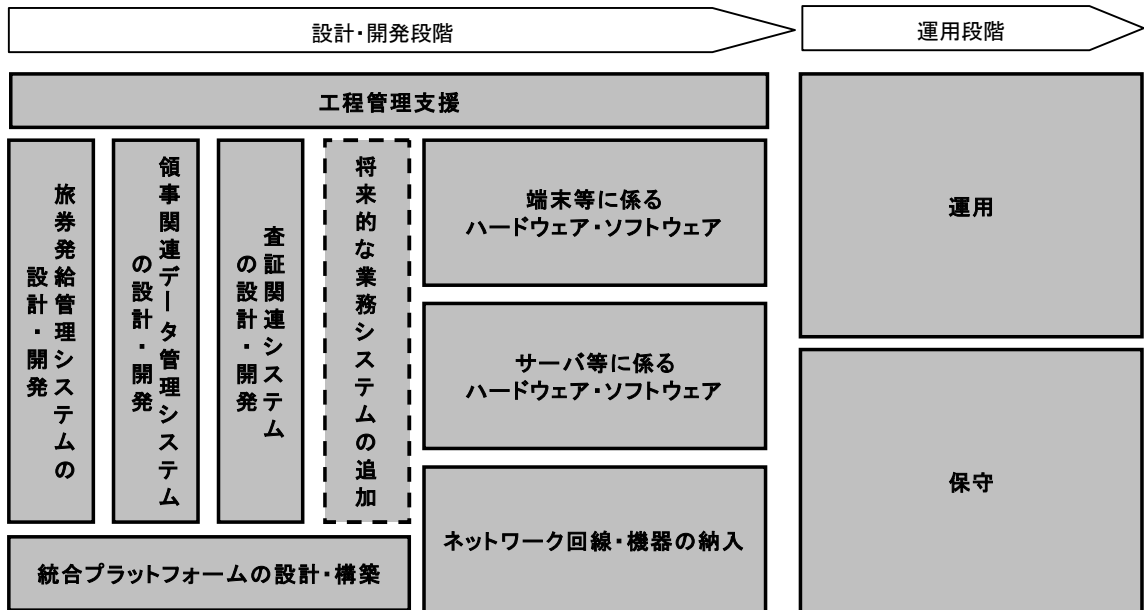 設計・開発段階
運用段階
工程管理支援
旅券発給管理システムの
設計・開発
領事関連データ管理システム
の設計・開発
査証関連システム
の設計・開発
将来的な業務システムの追加
端末等に係る
ハードウェア・ソフトウェア
サーバ等に係る
ハードウェア・ソフトウェア
ネットワーク回線・機器の納入
統合プラットフォームの設計・構築
運用
保守